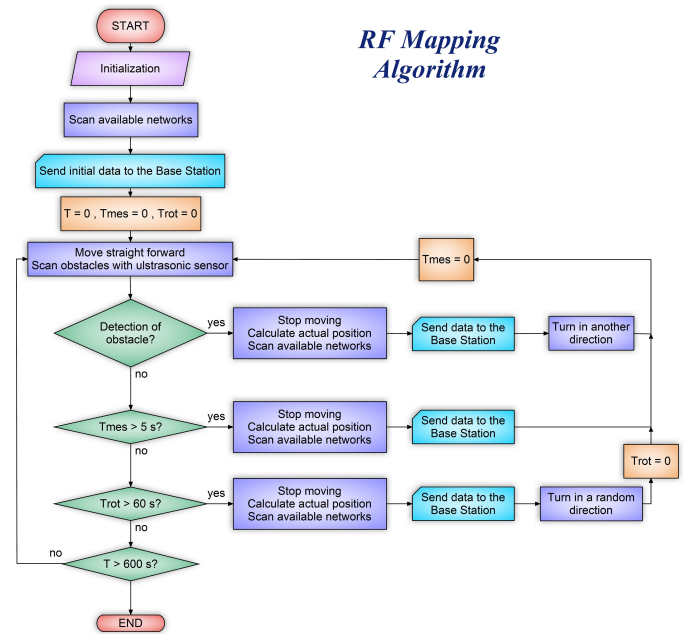 RF Mapping
Algorithm
START
Initialization
Scan available networks
Send initial data to the Base Station
T = 0 , Tmes = 0 , Trot = 0
Move straight forward
Scan obstacles with ulstrasonic sensor
Tmes = 0
Detection of
obstacle?
yes
Stop moving
Calculate actual position
Scan available networks
Send data to the
Base Station
Turn in another
direction
no
Tmes > 5 s?
yes
Stop moving
Calculate actual position
Scan available networks
Send data to the
Base Station
no
Trot = 0
Trot > 60 s?
yes
Stop moving
Calculate actual position
Scan available networks
Send data to the
Base Station
Turn in a random
direction
no
T > 600 s?
no
END